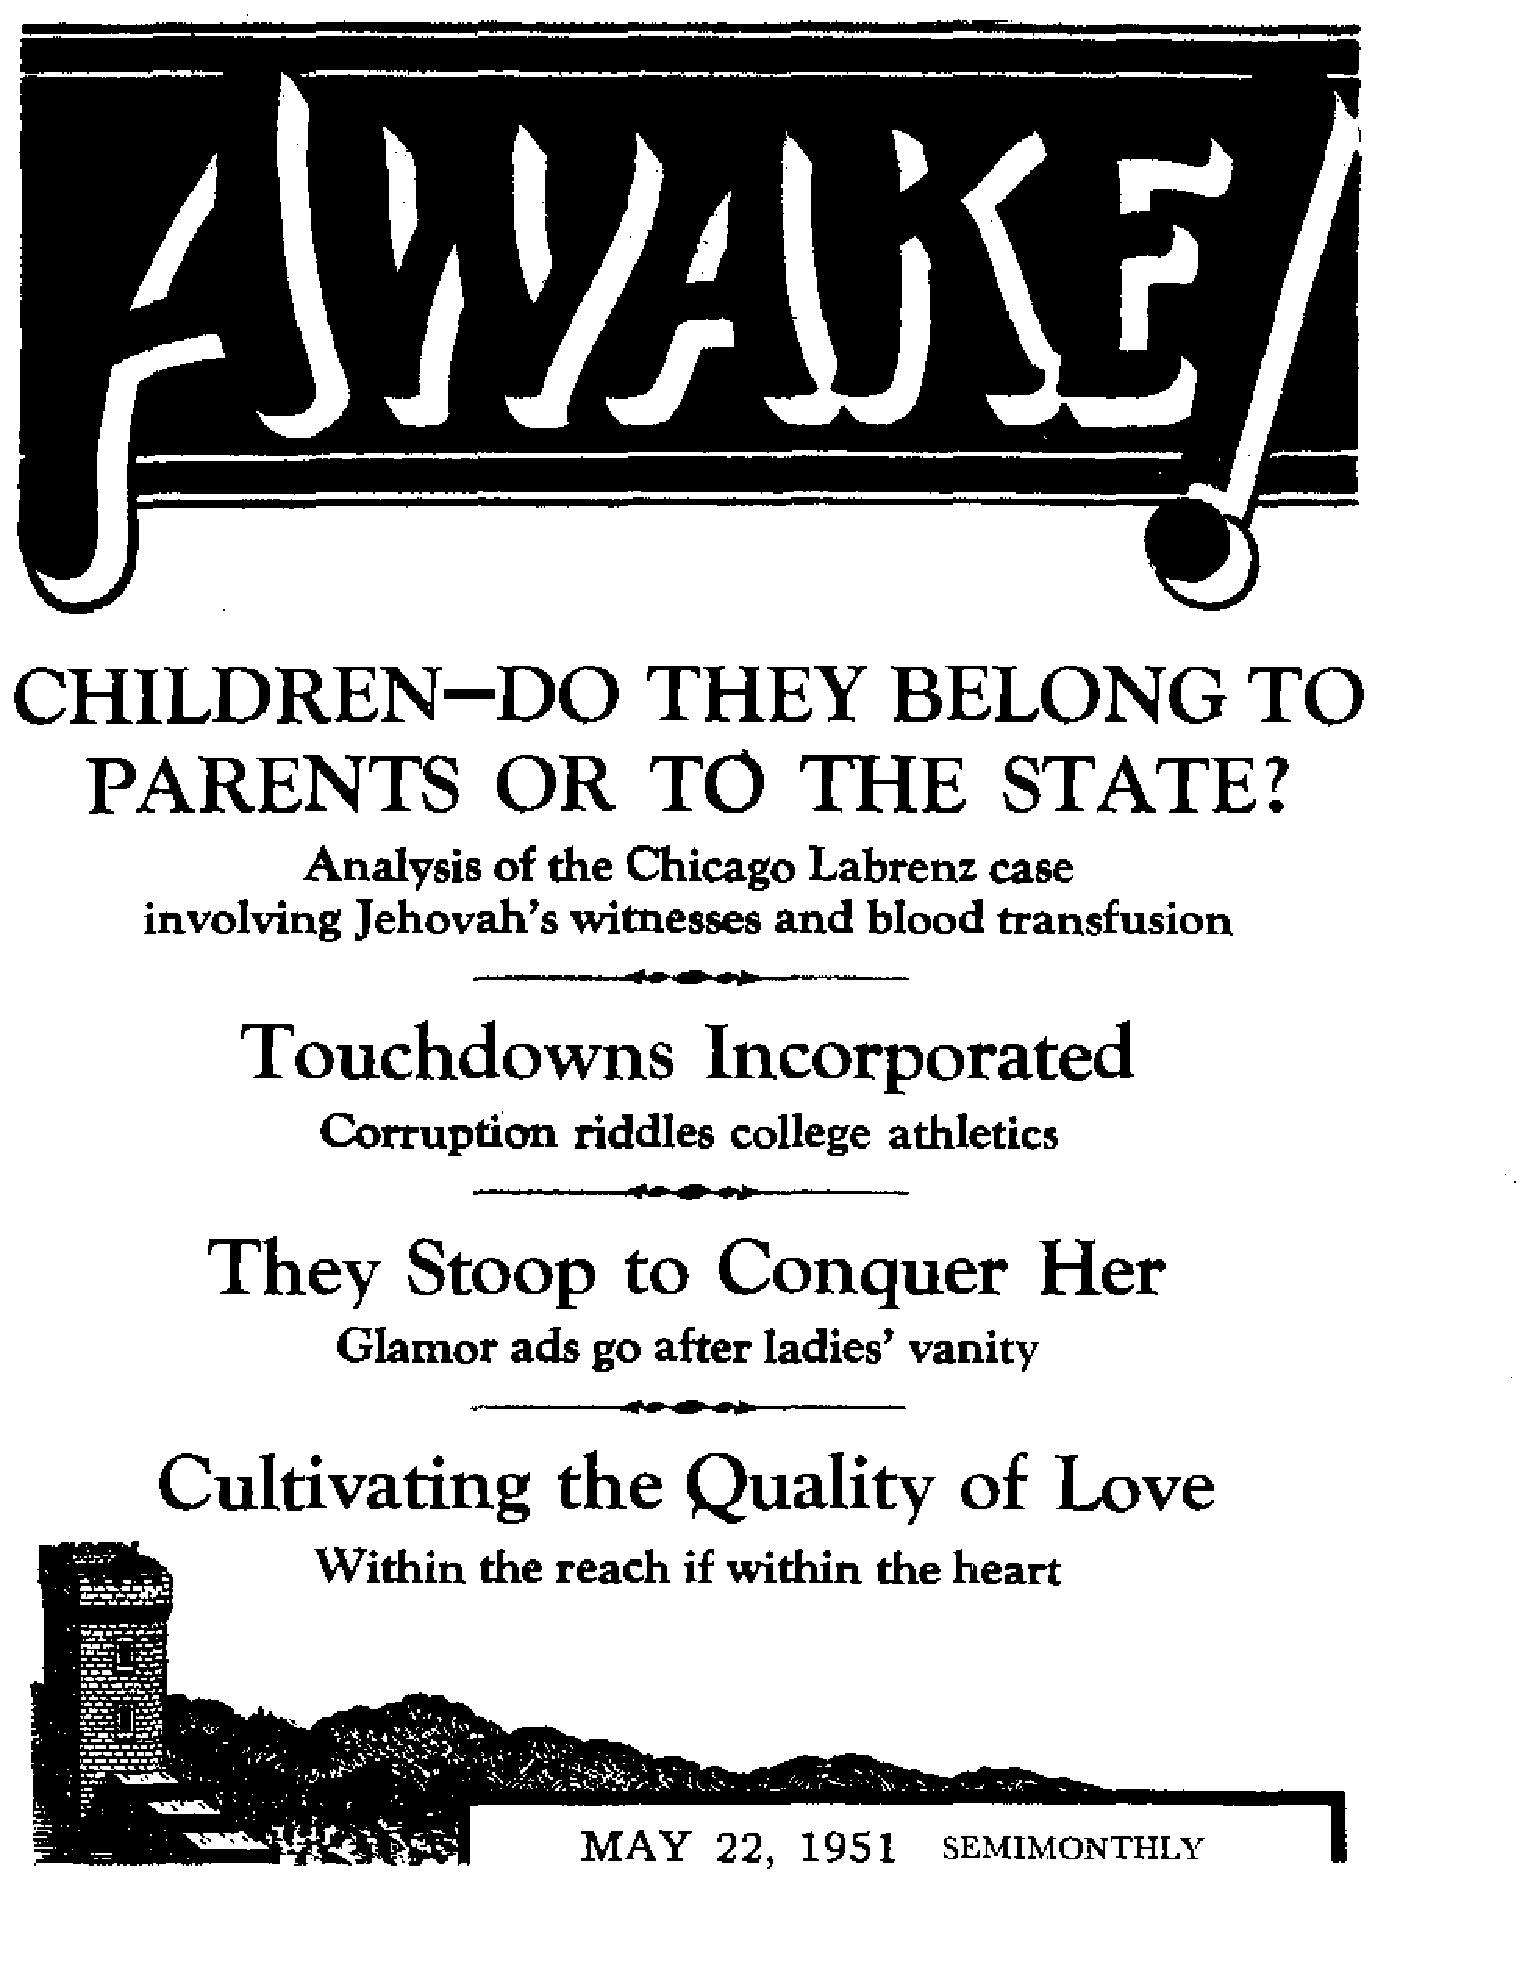 AWAKE!
CHILDREN—DO THEY BELONG TO
PARENTS OR TO THE STATE?
Analysis of the Chicago Labrenz case
involving Jehovah's witnesses and blood transfusion
Touchdowns Incorporated
Corruption riddles college athletics
They Stoop to Conquer Her
Glamor ads go after ladies' vanity
Cultivating the Quality of Love
Within the reach if within the heart
MAY 22, 1951 SEMIMONTHLY